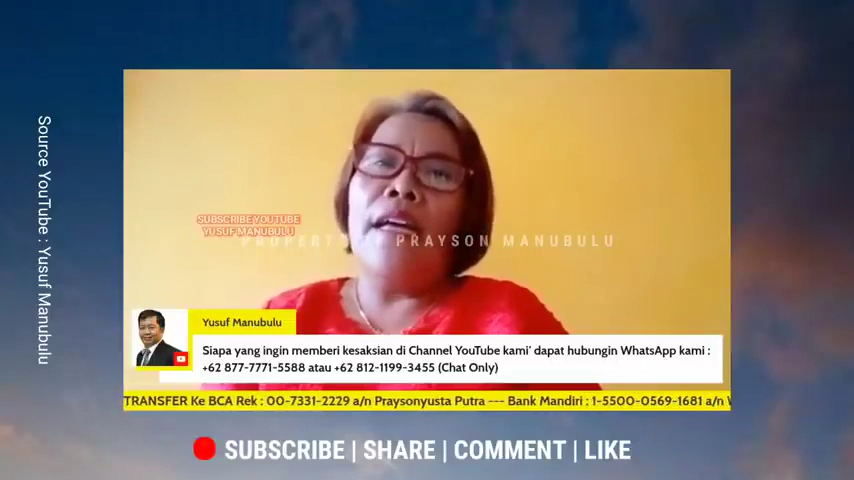 Source YouTube : Yusuf Manubulu
SUBSCRIBE YOUTUBE
YUSUF MANUBULU
PROPERTY OF PRAYSON MANUBULU
Yusuf Manubulu
Siapa yang ingin memberi kesaksian di Channel YouTube kami' dapat hubungin WhatsApp kami :
+62 877-7771-5588 atau +62 812-1199-3455 (Chat Only)
TRANSFER Ke BCA Rek : 00-7331-2229 a/n Praysonyusta Putra --- Bank Mandiri : 1-5500-0569-1681 a/n
SUBSCRIBE | SHARE | COMMENT | LIKE